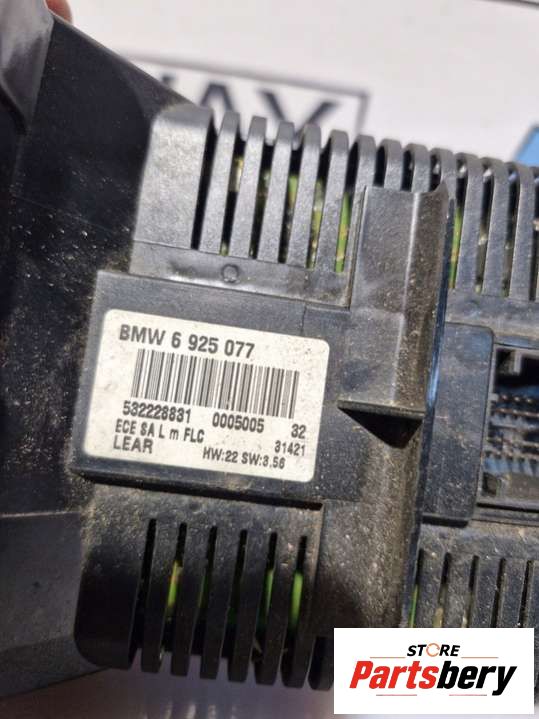 BMW 6 925 077
532228831 0005005 32
ECE SA L m FLC 31421
LEAR HW:22 SW:3.56
STORE
Partsbery